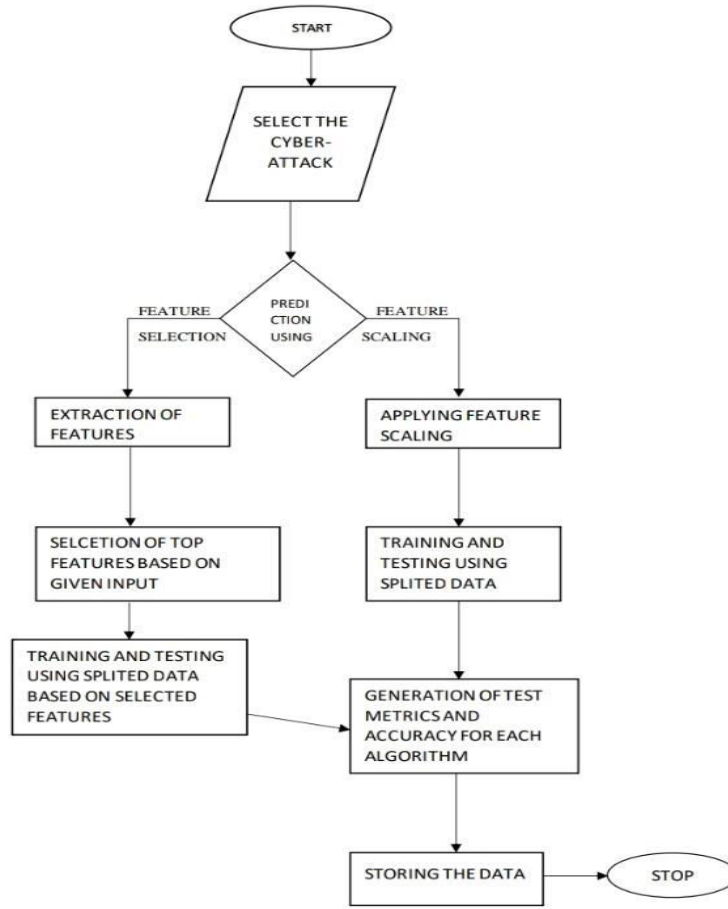 START
SELECT THE
CYBER-
ATTACK
PREDI
CTION
USING
FEATURE
SELECTION
FEATURE
SCALING
EXTRACTION OF
FEATURES
APPLYING FEATURE
SCALING
SELCETION OF TOP
FEATURES BASED ON
GIVEN INPUT
TRAINING AND
TESTING USING
SPLITED DATA
TRAINING AND TESTING
USING SPLITED DATA
BASED ON SELECTED
FEATURES
GENERATION OF TEST
METRICS AND
ACCURACY FOR EACH
ALGORITHM
STORING THE DATA
STOP